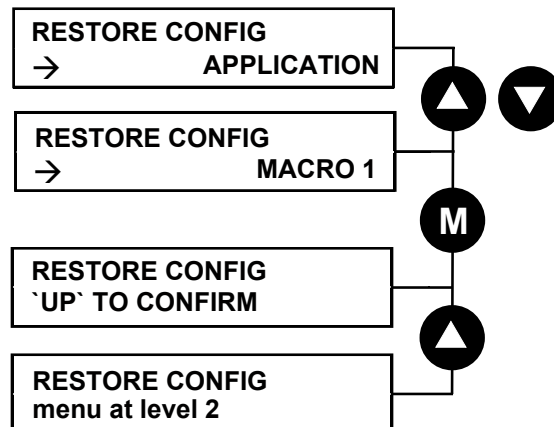 RESTORE CONFIG
→ APPLICATION
RESTORE CONFIG
→ MACRO 1
M
RESTORE CONFIG
`UP` TO CONFIRM
RESTORE CONFIG
menu at level 2